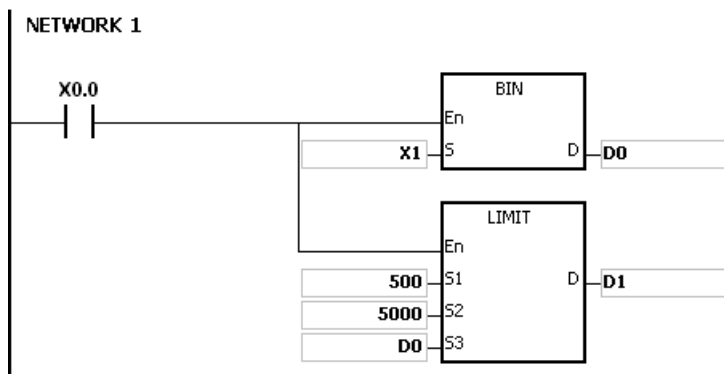 NETWORK 1
X0.0
BIN
En
X1 S D D0
LIMIT
En
500 S1 D D1
5000 S2
D0 S3